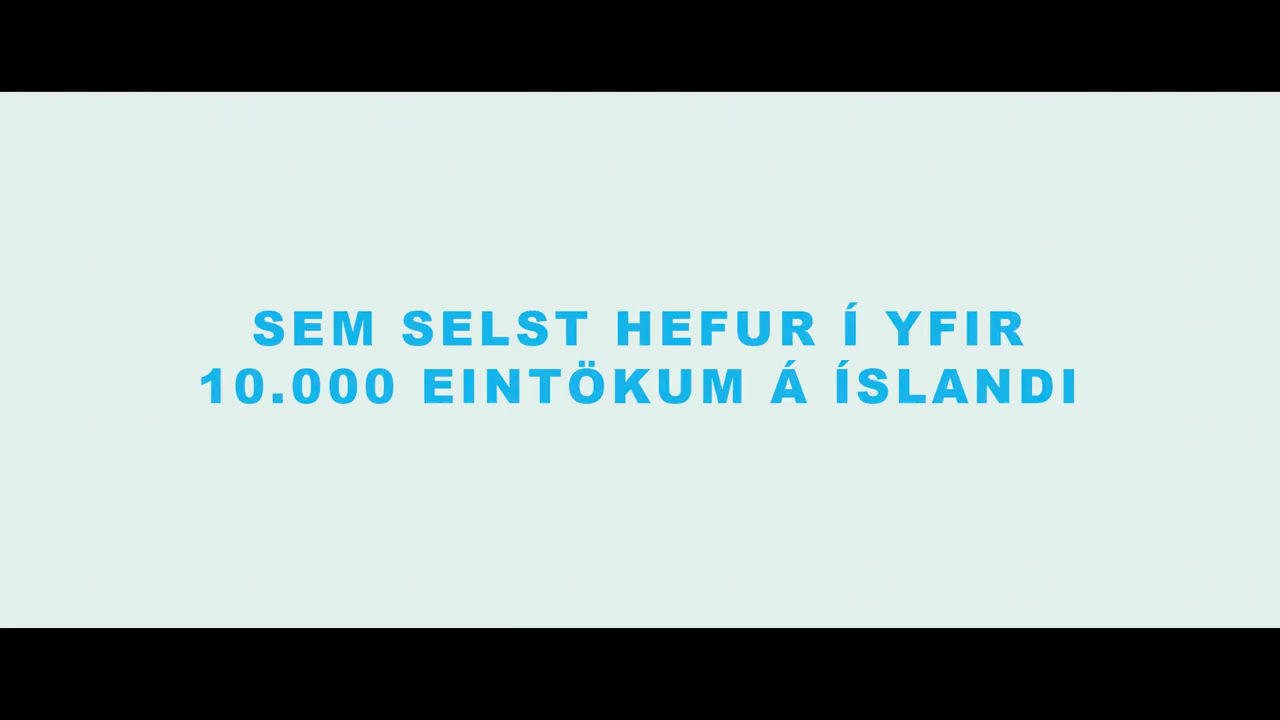 SEM SELST HEFUR Í YFIR
10.000 EINTÖKUM Á ÍSLANDI